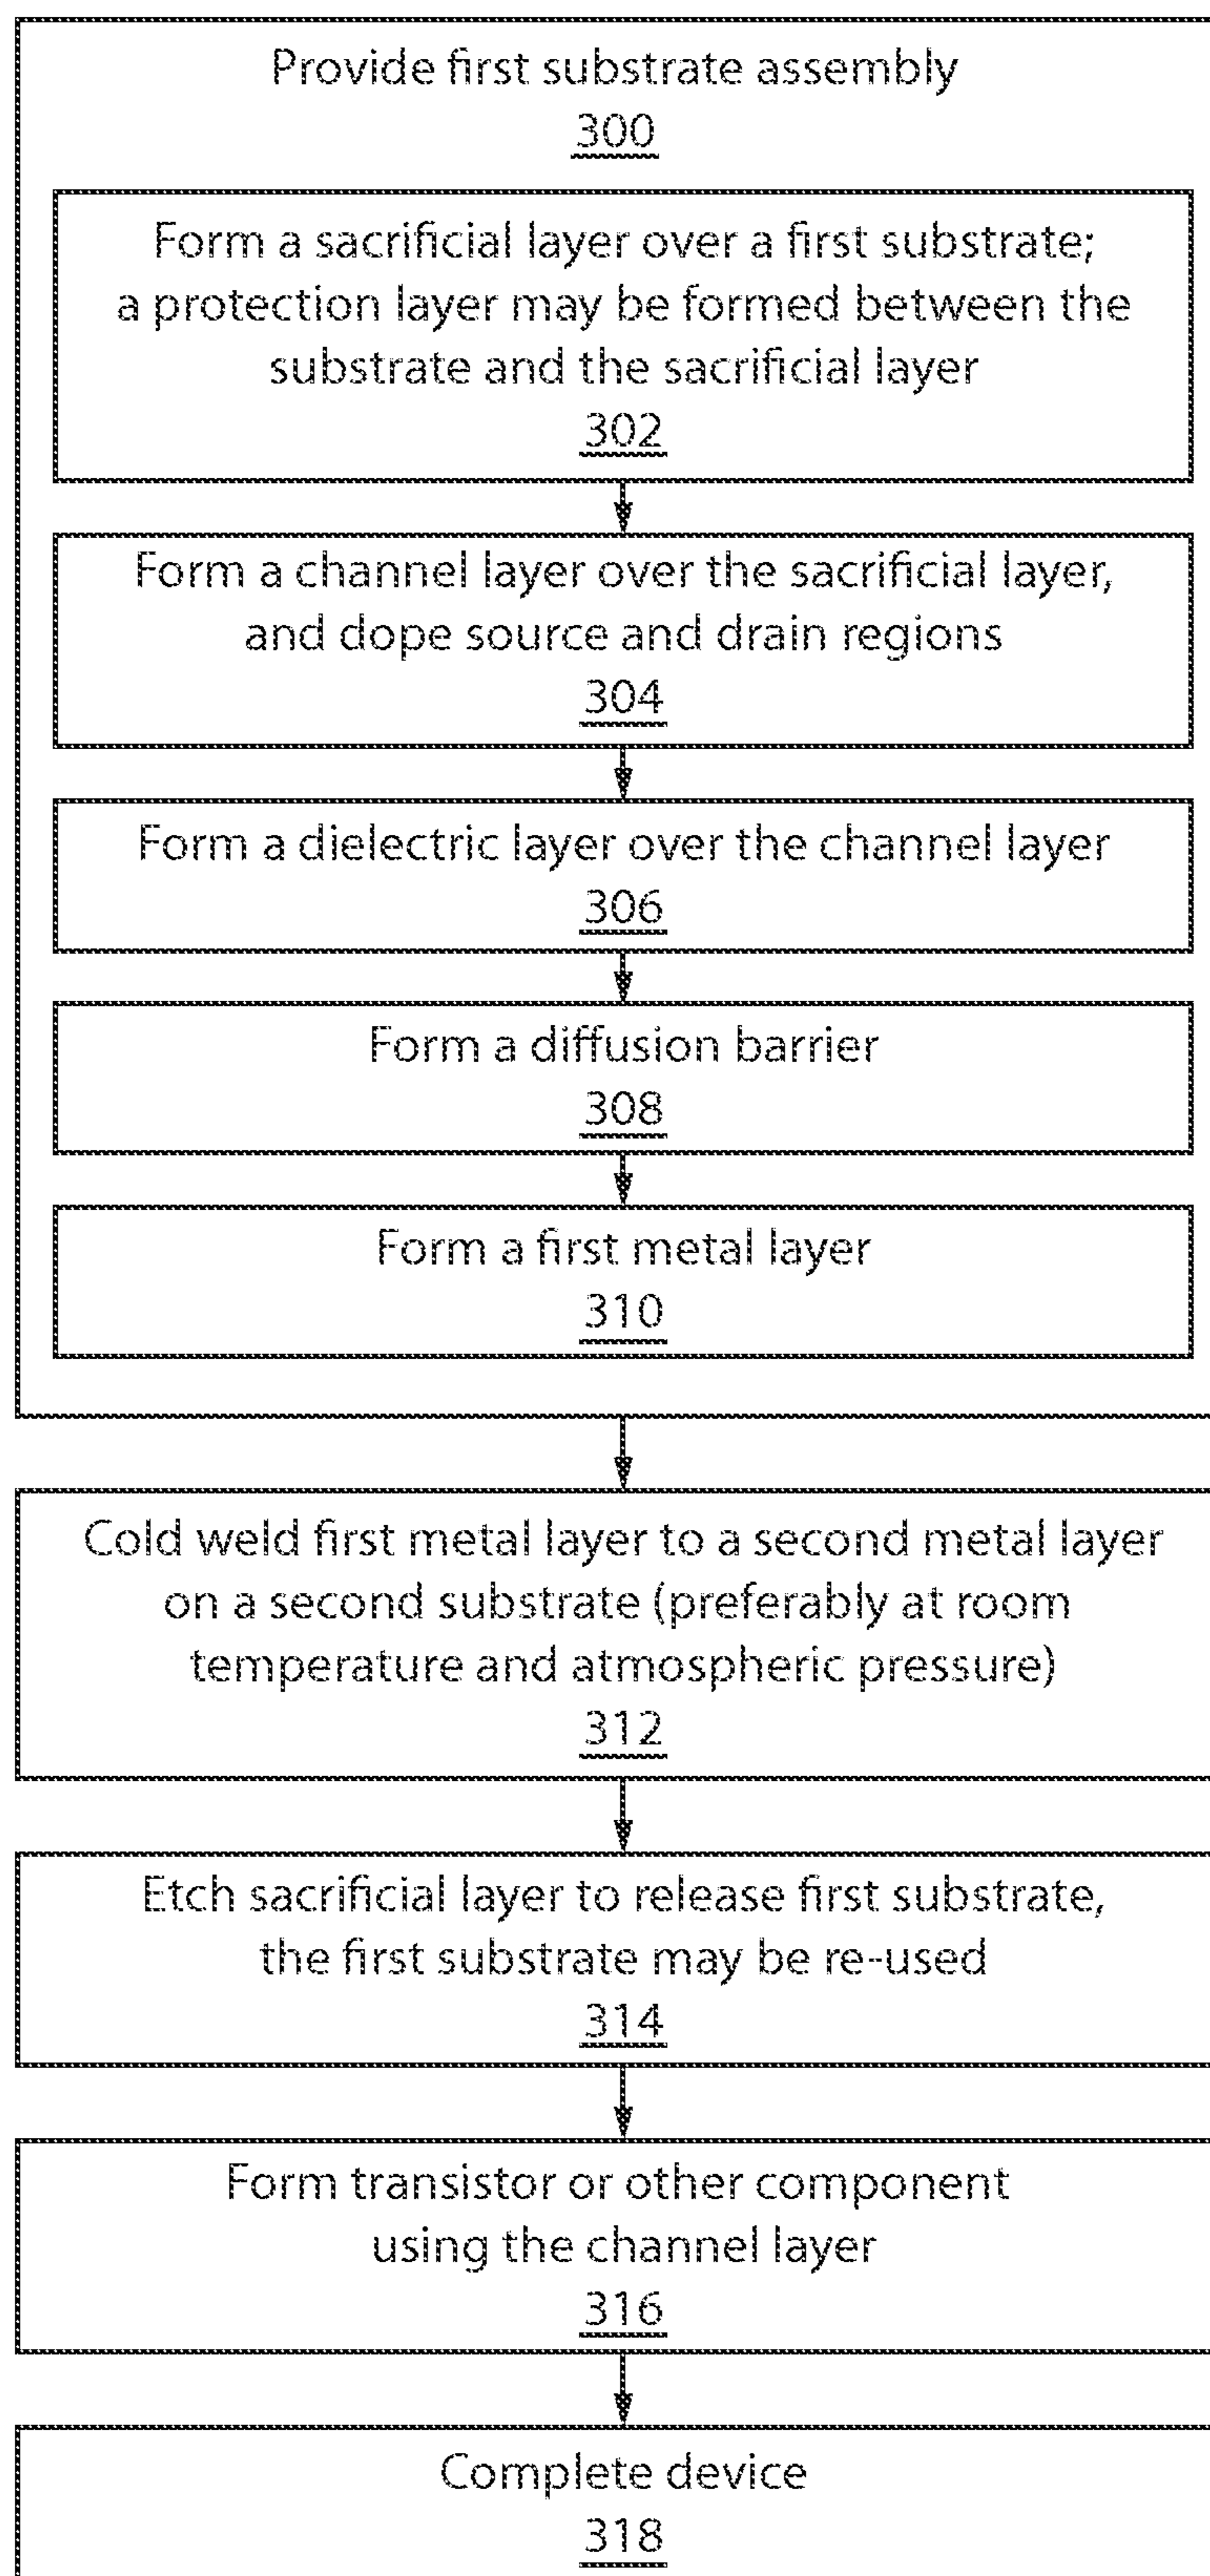 Provide first substrate assembly
300
Form a sacrificial layer over a first substrate;
a protection layer may be formed between the
substrate and the sacrificial layer
302
Form a channel layer over the sacrificial layer,
and dope source and drain regions
304
Form a dielectric layer over the channel layer
306
Form a diffusion barrier
308
Form a first metal layer
310
Cold weld first metal layer to a second metal layer
on a second substrate (preferably at room
temperature and atmospheric pressure)
312
Etch sacrificial layer to release first substrate,
the first substrate may be re-used
314
Form transistor or other component
using the channel layer
316
Complete device
318